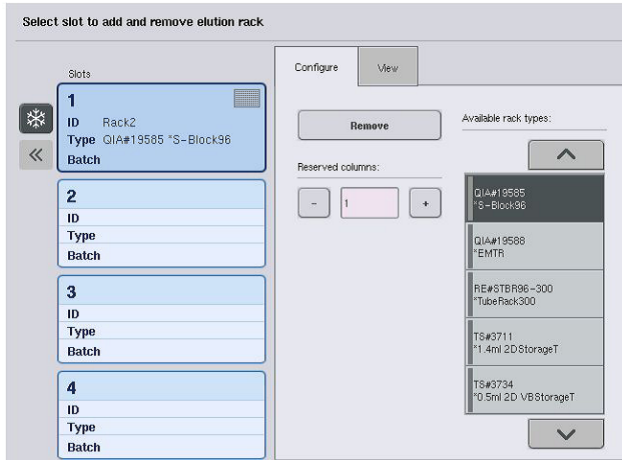 Select slot to add and remove elution rack
Slots
1
ID Rack2
Type QIA#19585 *S-Block96
Batch
2
ID
Type
Batch
3
ID
Type
Batch
4
ID
Type
Batch
Configure
View
Remove
Reserved columns:
-
1
+
Available rack types:
QIA#19585
*S-Block96
QIA#19588
*EMTR
RE#STBR96-300
*TubeRack300
TS#3711
*1.4ml 2DStorageT
TS#3734
*0.5ml 2D VBStorageT